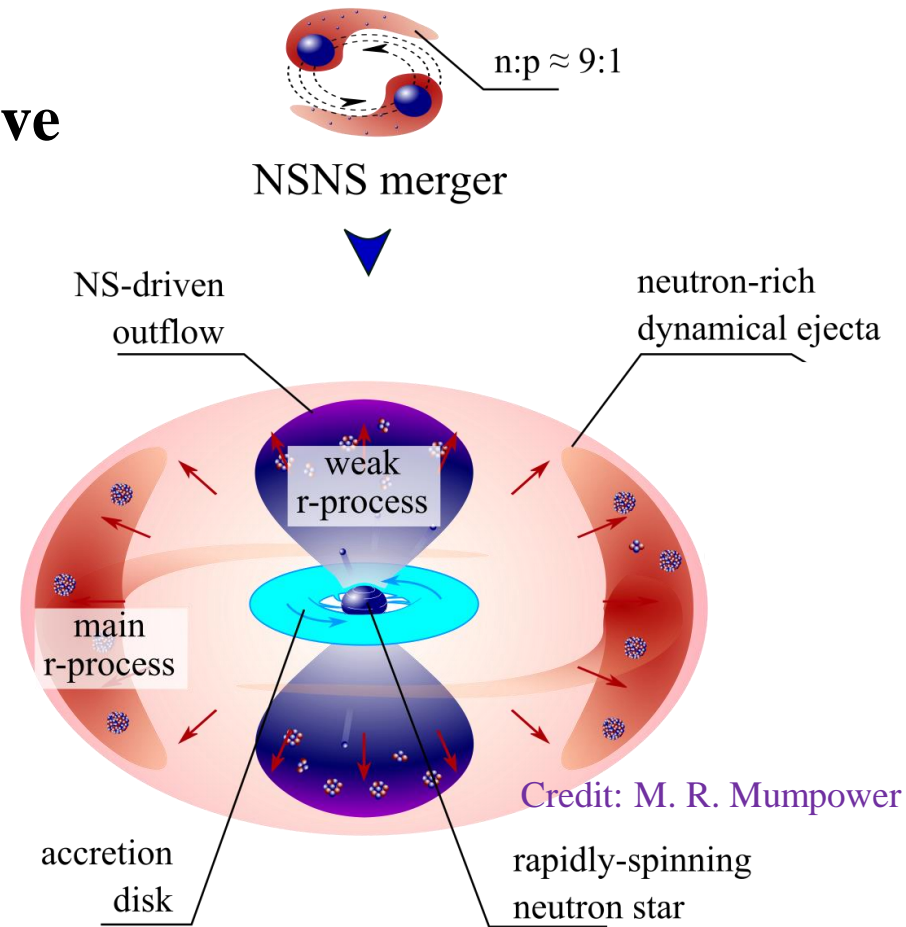 n:p ≈ 9:1
ve
NSNS merger
NS-driven
outflow
neutron-rich
dynamical ejecta
weak
r-process
main
r-process
Credit: M. R. Mumpower
accretion
disk
rapidly-spinning
neutron star